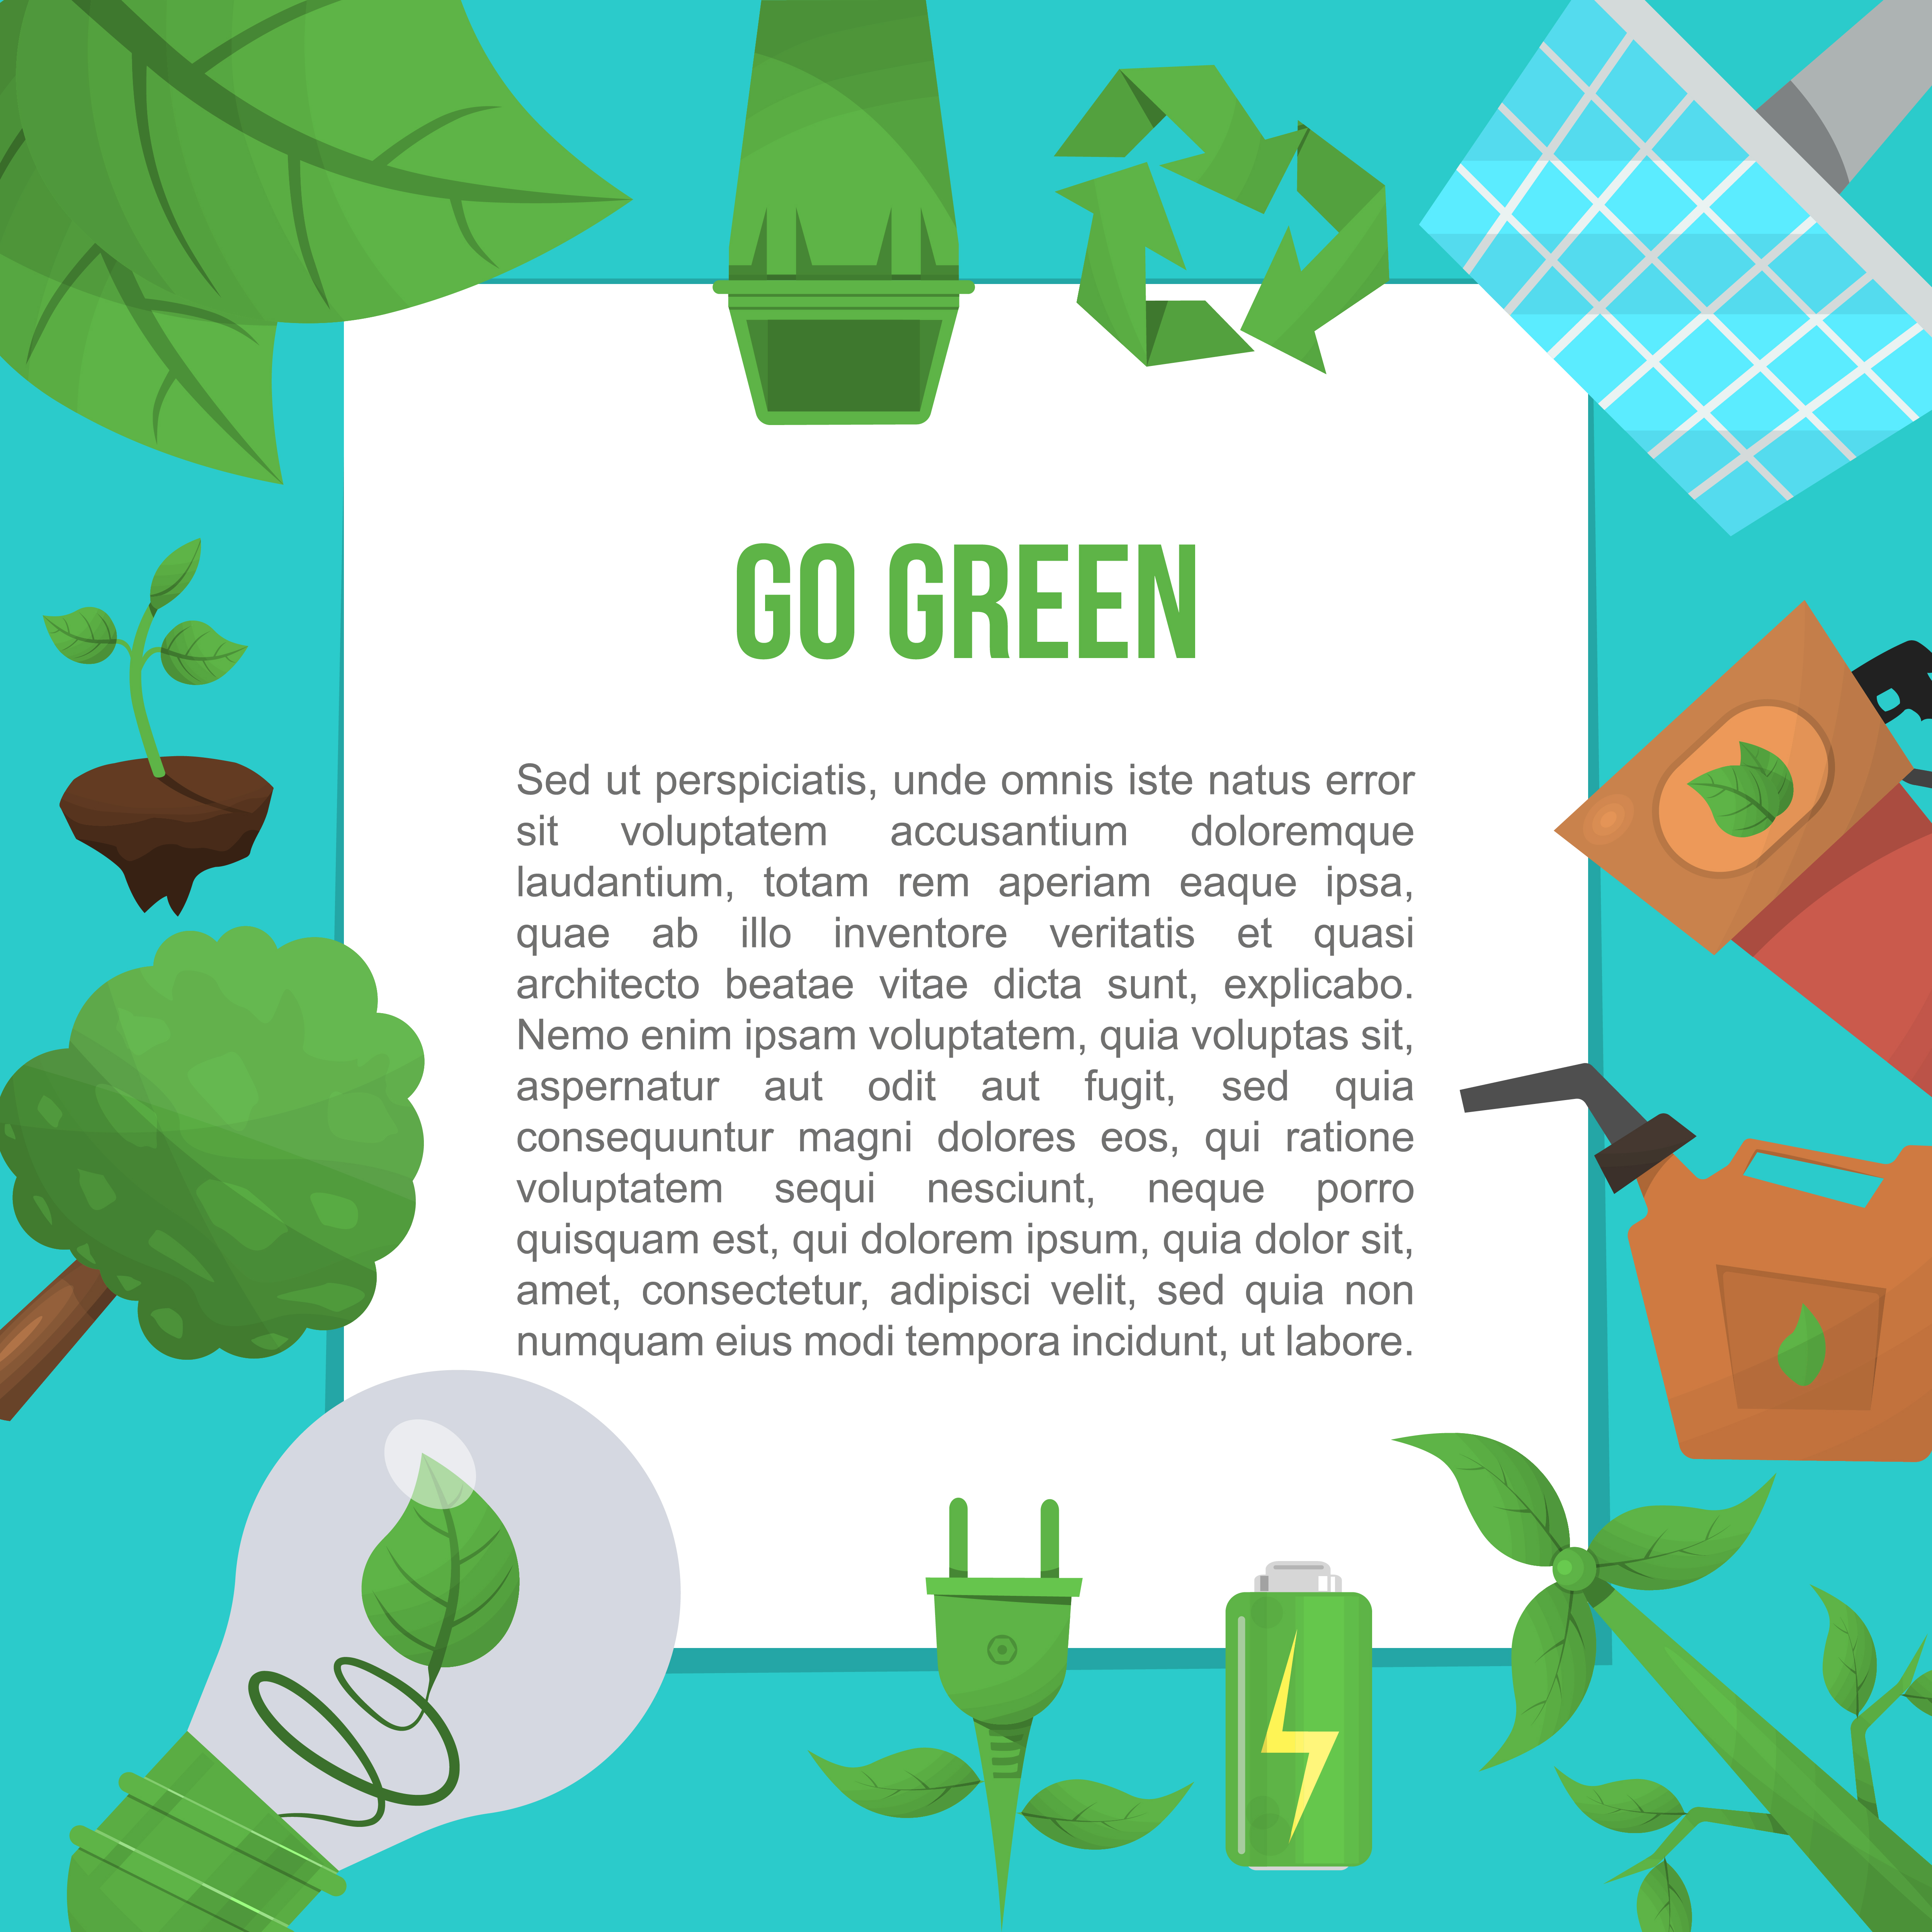 GO GREEN
Sed ut perspiciatis, unde omnis iste natus error
sit voluptatem accusantium doloremque
laudantium, totam rem aperiam eaque ipsa,
quae ab illo inventore veritatis et quasi
architecto beatae vitae dicta sunt, explicabo.
Nemo enim ipsam voluptatem, quia voluptas sit,
aspernatur aut odit aut fugit, sed quia
consequuntur magni dolores eos, qui ratione
voluptatem sequi nesciunt, neque porro
quisquam est, qui dolorem ipsum, quia dolor sit,
amet, consectetur, adipisci velit, sed quia non
numquam eius modi tempora incidunt, ut labore.